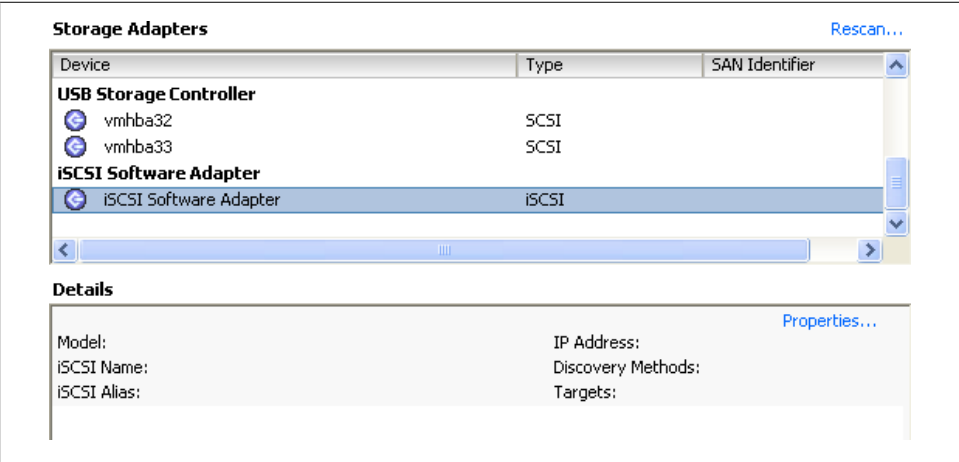 Storage Adapters Rescan...
Device Type SAN Identifier
USB Storage Controller
vmhba32 SCSI
vmhba33 SCSI
iSCSI Software Adapter
iSCSI Software Adapter iSCSI
Details
Properties...
Model: IP Address:
iSCSI Name: Discovery Methods:
iSCSI Alias: Targets: